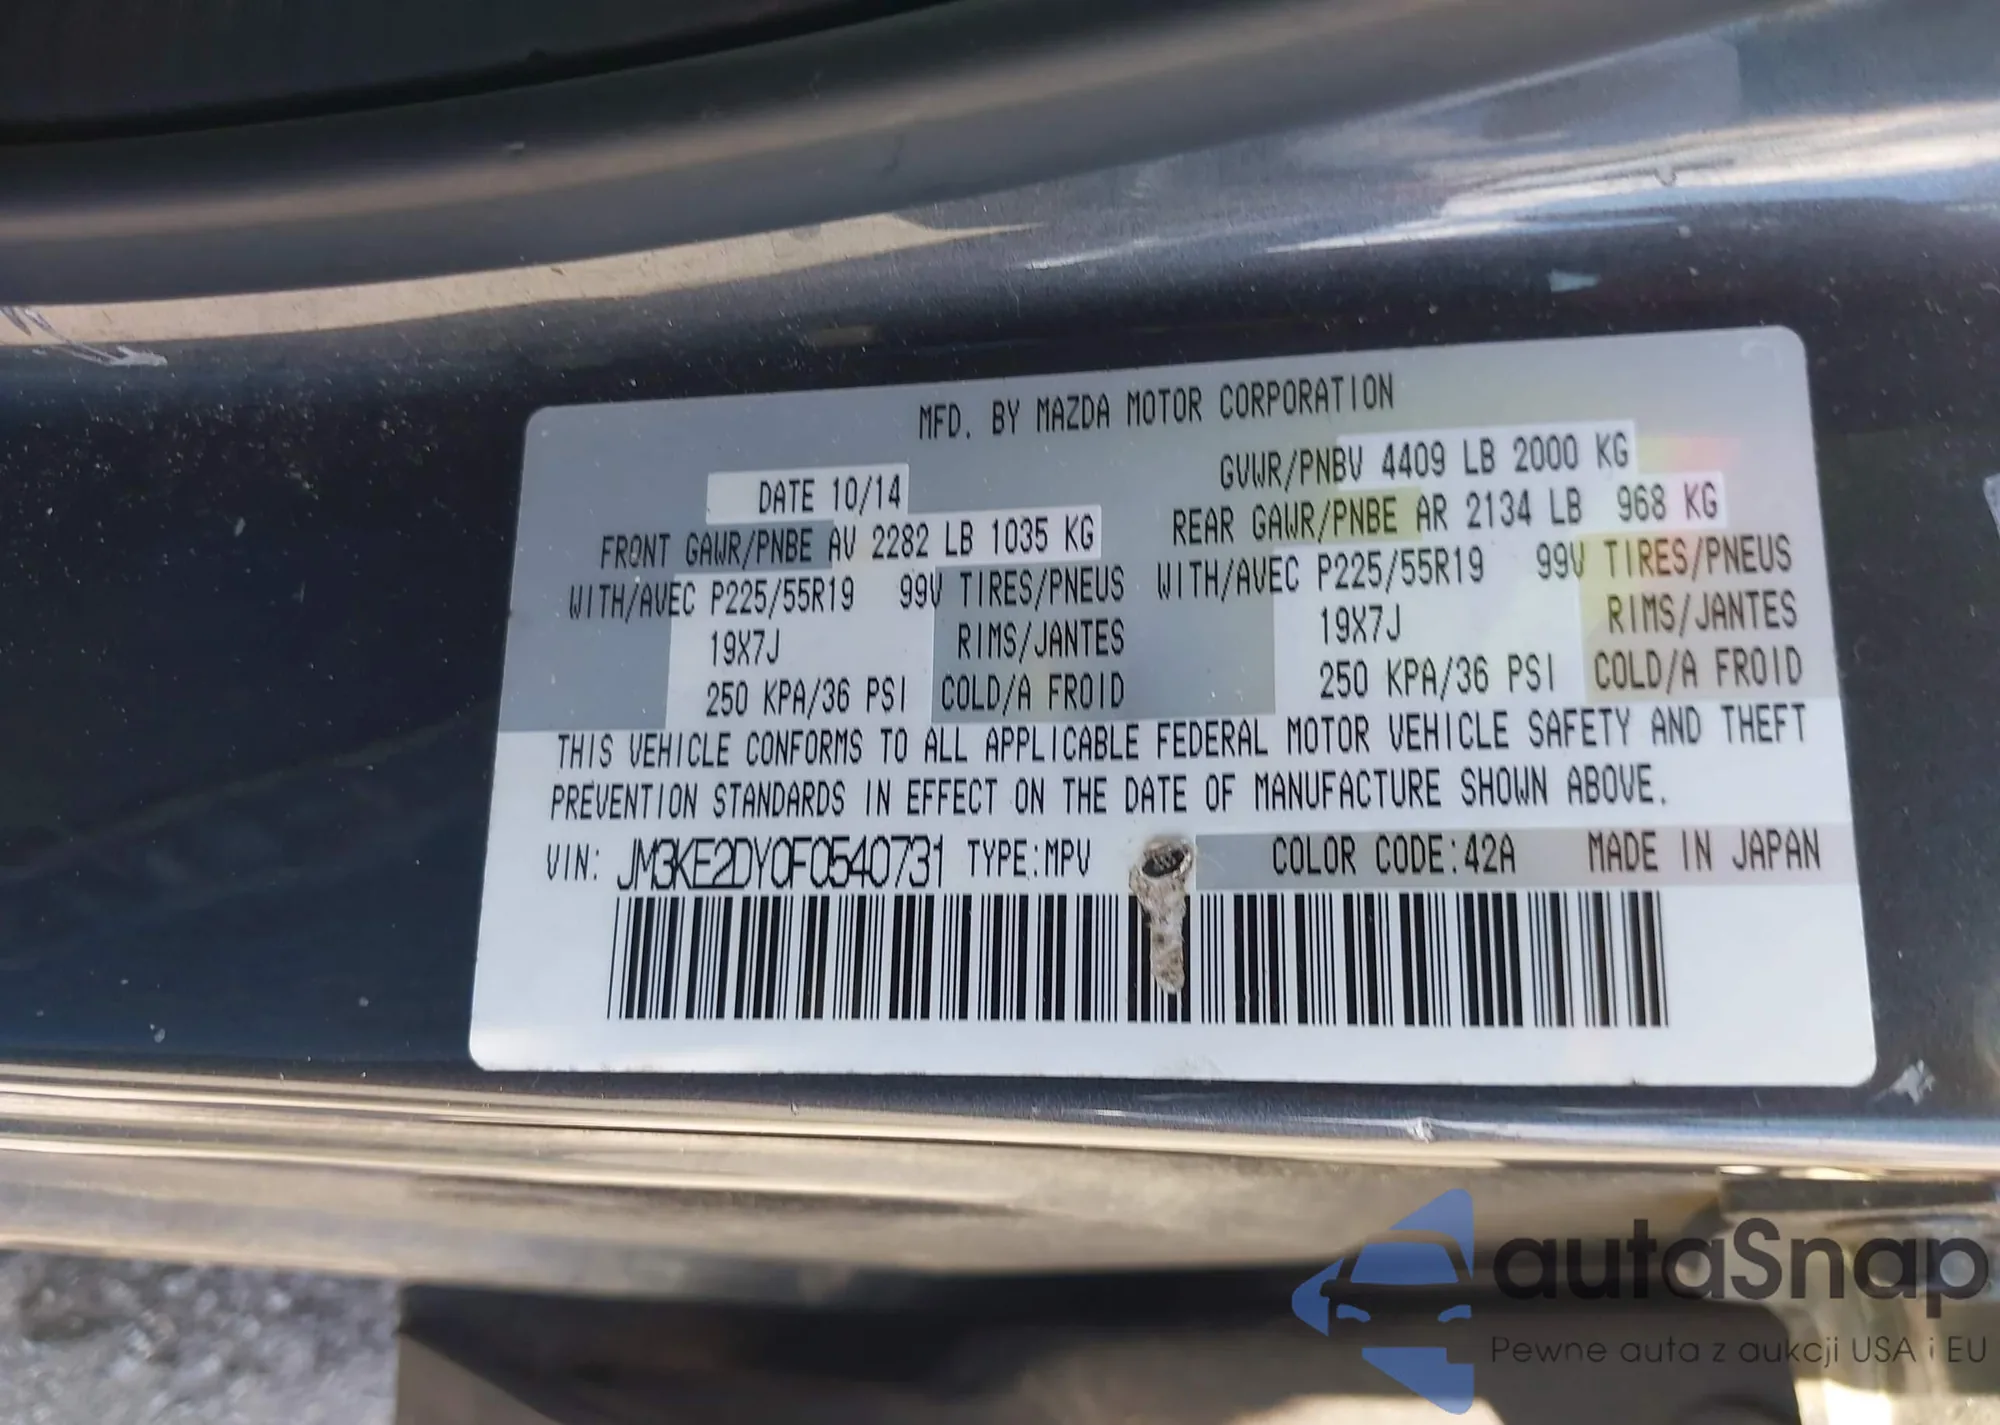 MFD. BY MAZDA MOTOR CORPORATION
DATE 10/14
GVWR/PNBV 4409 LB 2000 KG
FRONT GAWR/PNBE AV 2282 LB 1035 KG
REAR GAWR/PNBE AR 2134 LB 968 KG
WITH/AVEC P225/55R19 99V TIRES/PNEUS
WITH/AVEC P225/55R19 99V TIRES/PNEUS
19X7J RIMS/JANTES
19X7J RIMS/JANTES
250 KPA/36 PSI COLD/A FROID
250 KPA/36 PSI COLD/A FROID
THIS VEHICLE CONFORMS TO ALL APPLICABLE FEDERAL MOTOR VEHICLE SAFETY AND THEFT
PREVENTION STANDARDS IN EFFECT ON THE DATE OF MANUFACTURE SHOWN ABOVE.
VIN: JM3KE2DY0F0540731 TYPE:MPV COLOR CODE:42A MADE IN JAPAN
autaSnap
Pewne auta z aukcji USA i EU